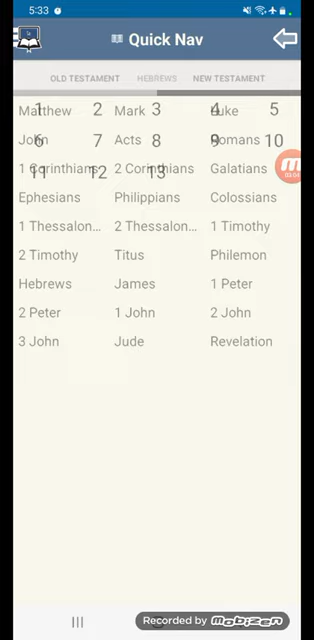 5:33
Quick Nav
OLD TESTAMENT HEBREWS NEW TESTAMENT
Matthew Mark Luke
1 2 3 4 5
John Acts Romans
6 7 8 9 10
1 Corinthians 2 Corinthians Galatians
11 12 13
03:54
Ephesians Philippians Colossians
1 Thessalon... 2 Thessalon... 1 Timothy
2 Timothy Titus Philemon
Hebrews James 1 Peter
2 Peter 1 John 2 John
3 John Jude Revelation
Recorded by mobizen